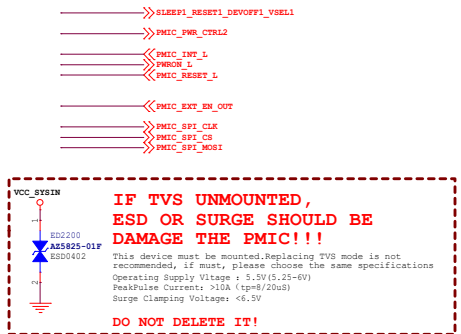 SLEEP1_RESET1_DEVOFF1_VSEL1
PMIC_PWR_CTRL2
PMIC_INT_L
PWRON_L
PMIC_RESET_L
PMIC_EXT_EN_OUT
PMIC_SPI_CLK
PMIC_SPI_CS
PMIC_SPI_MOSI
VCC_SYSIN
1
ED2200
AZ5825-01F
ESD0402
2
IF TVS UNMOUNTED,
ESD OR SURGE SHOULD BE
DAMAGE THE PMIC!!!
This device must be mounted.Replacing TVS mode is not
recommended, if must, please choose the same specifications
Operating Supply Vltage : 5.5V(5.25-6V)
PeakPulse Current: >10A (tp=8/20uS)
Surge Clamping Voltage: <6.5V
DO NOT DELETE IT!